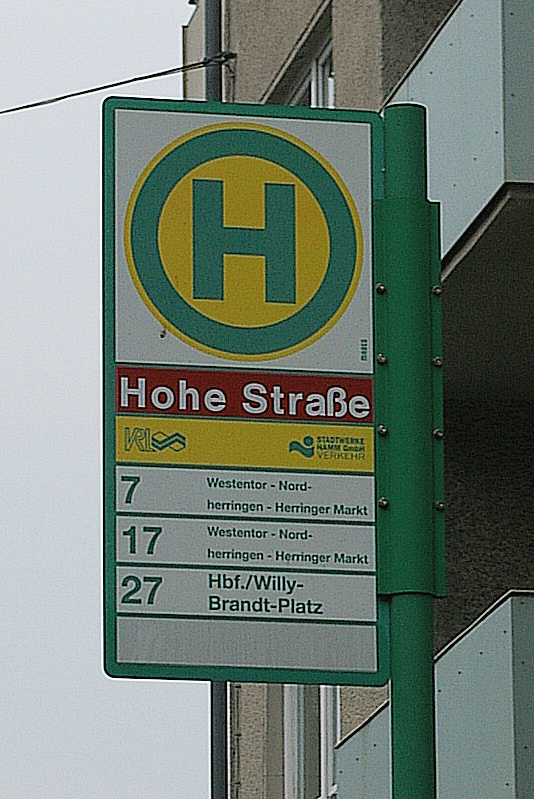 H
Hohe Straße
VRL
STADTWERKE
HAMM GmbH
VERKEHR
7 Westentor - Nord-
herringen - Herringer Markt
17 Westentor - Nord-
herringen - Herringer Markt
27 Hbf./Willy-
Brandt-Platz